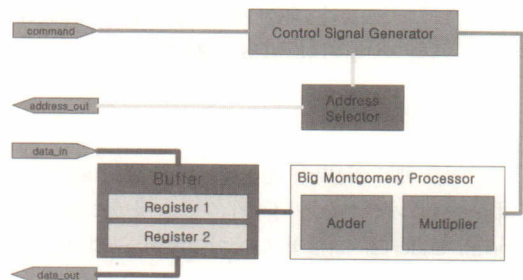 command
Control Signal Generator
address_out
Address
Selector
data_in
Buffer
Register 1
Register 2
Big Montgomery Processor
Adder
Multiplier
data_out